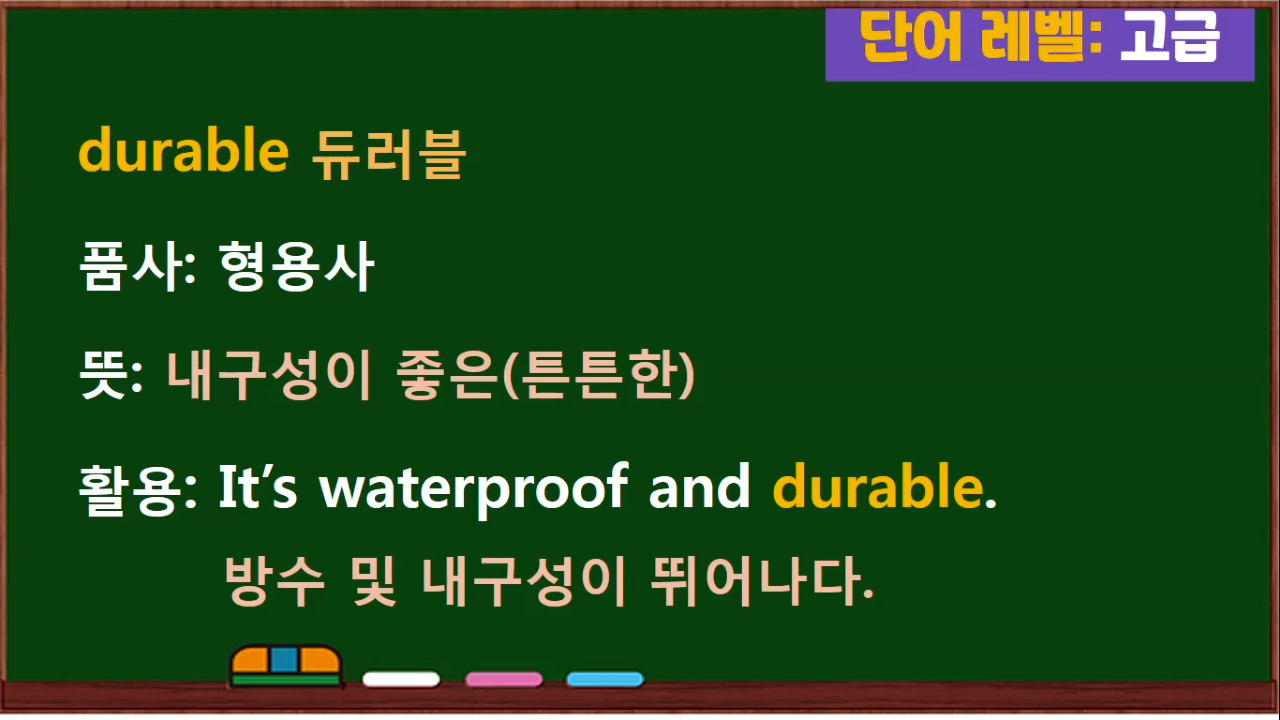 단어 레벨: 고급
durable 듀러블
품사: 형용사
뜻: 내구성이 좋은(튼튼한)
활용: It's waterproof and durable.
방수 및 내구성이 뛰어나다.